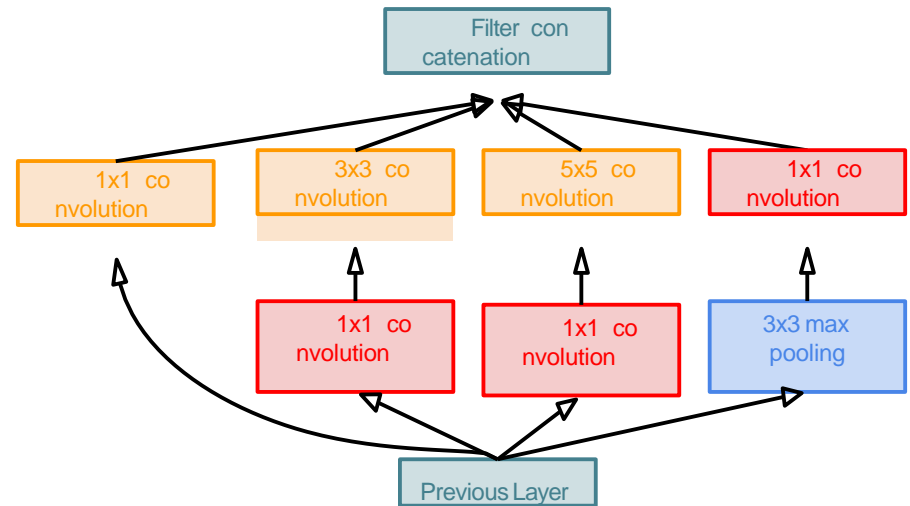 Filter con
catenation
1x1 co
nvolution
3x3 co
nvolution
5x5 co
nvolution
1x1 co
nvolution
1x1 co
nvolution
1x1 co
nvolution
3x3 max
pooling
Previous Layer